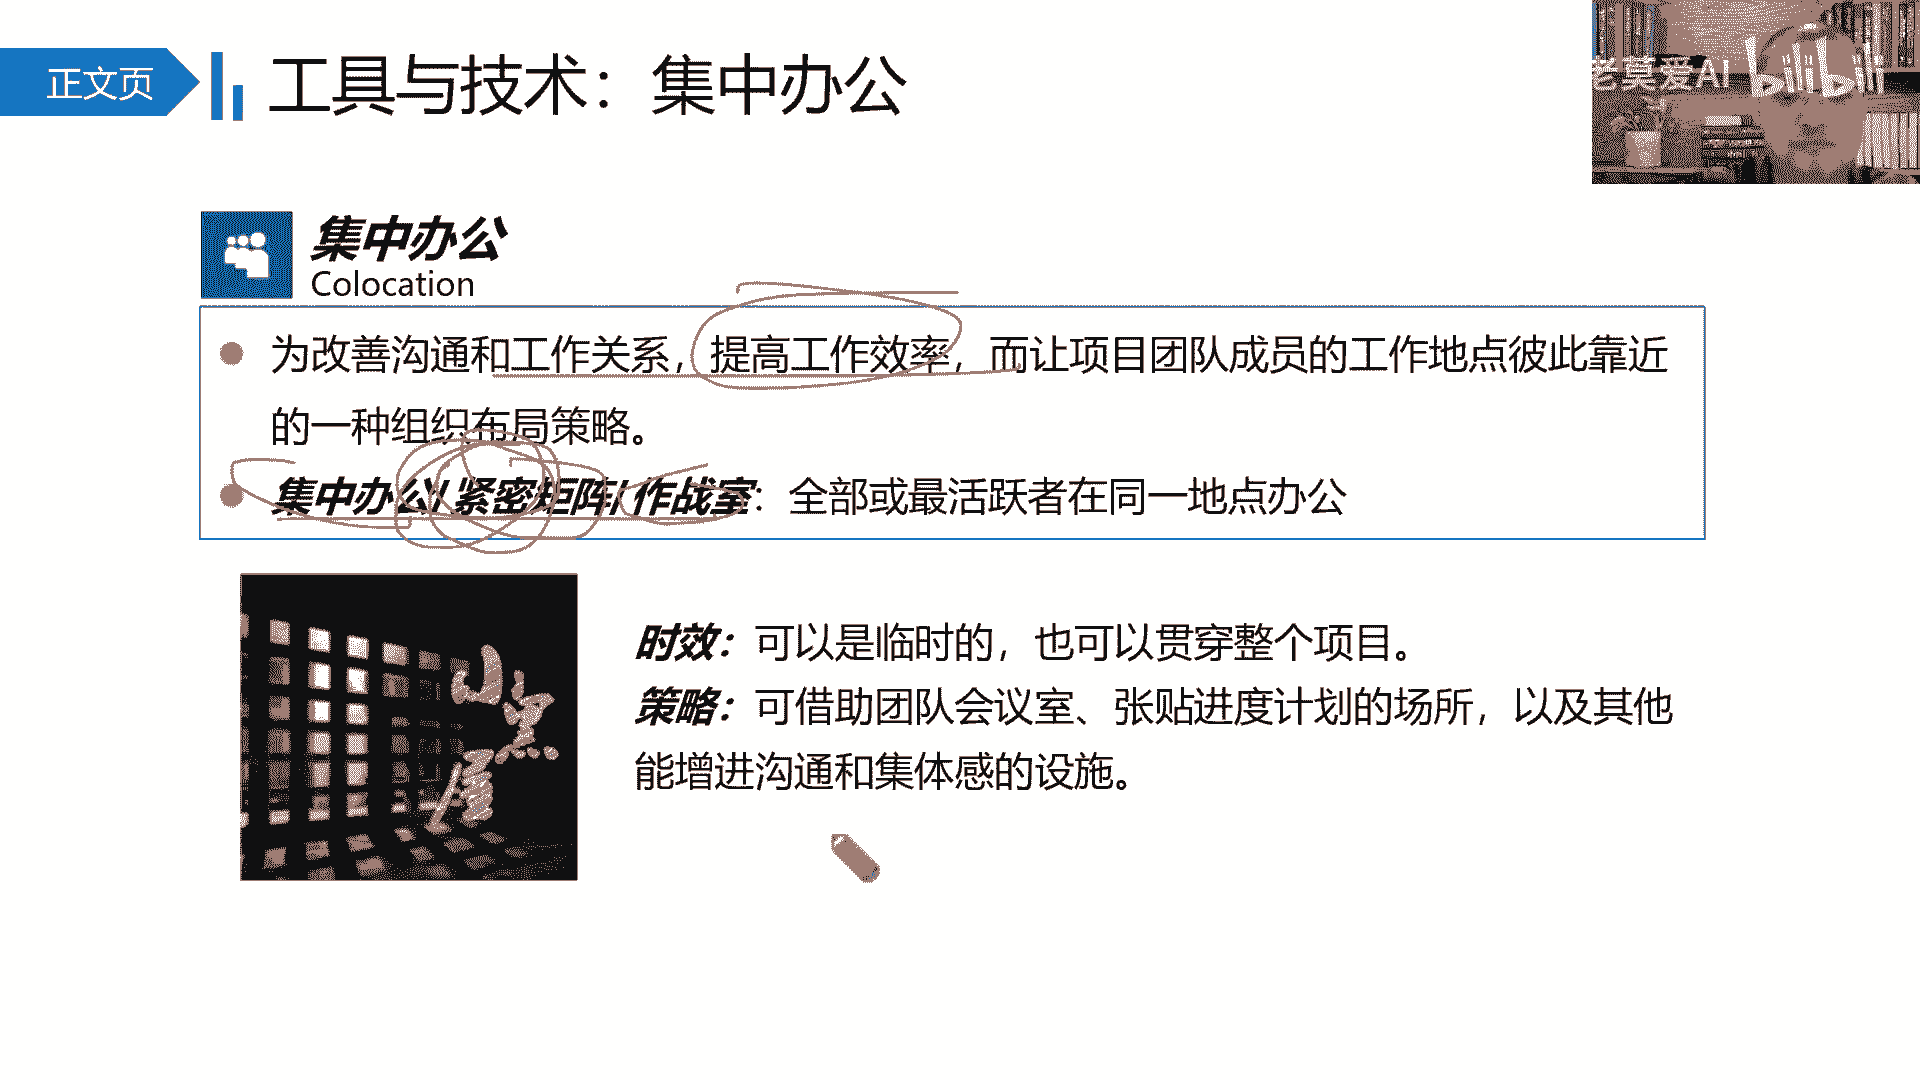 正文页
工具与技术：集中办公
老莫爱AI
bilibili
集中办公
Colocation
为改善沟通和工作关系，提高工作效率，而让项目团队成员的工作地点彼此靠近
的一种组织布局策略。
集中办公/紧密矩阵/作战室：全部或最活跃者在同一地点办公
小黑屋
时效：可以是临时的，也可以贯穿整个项目。
策略：可借助团队会议室、张贴进度计划的场所，以及其他
能增进沟通和集体感的设施。